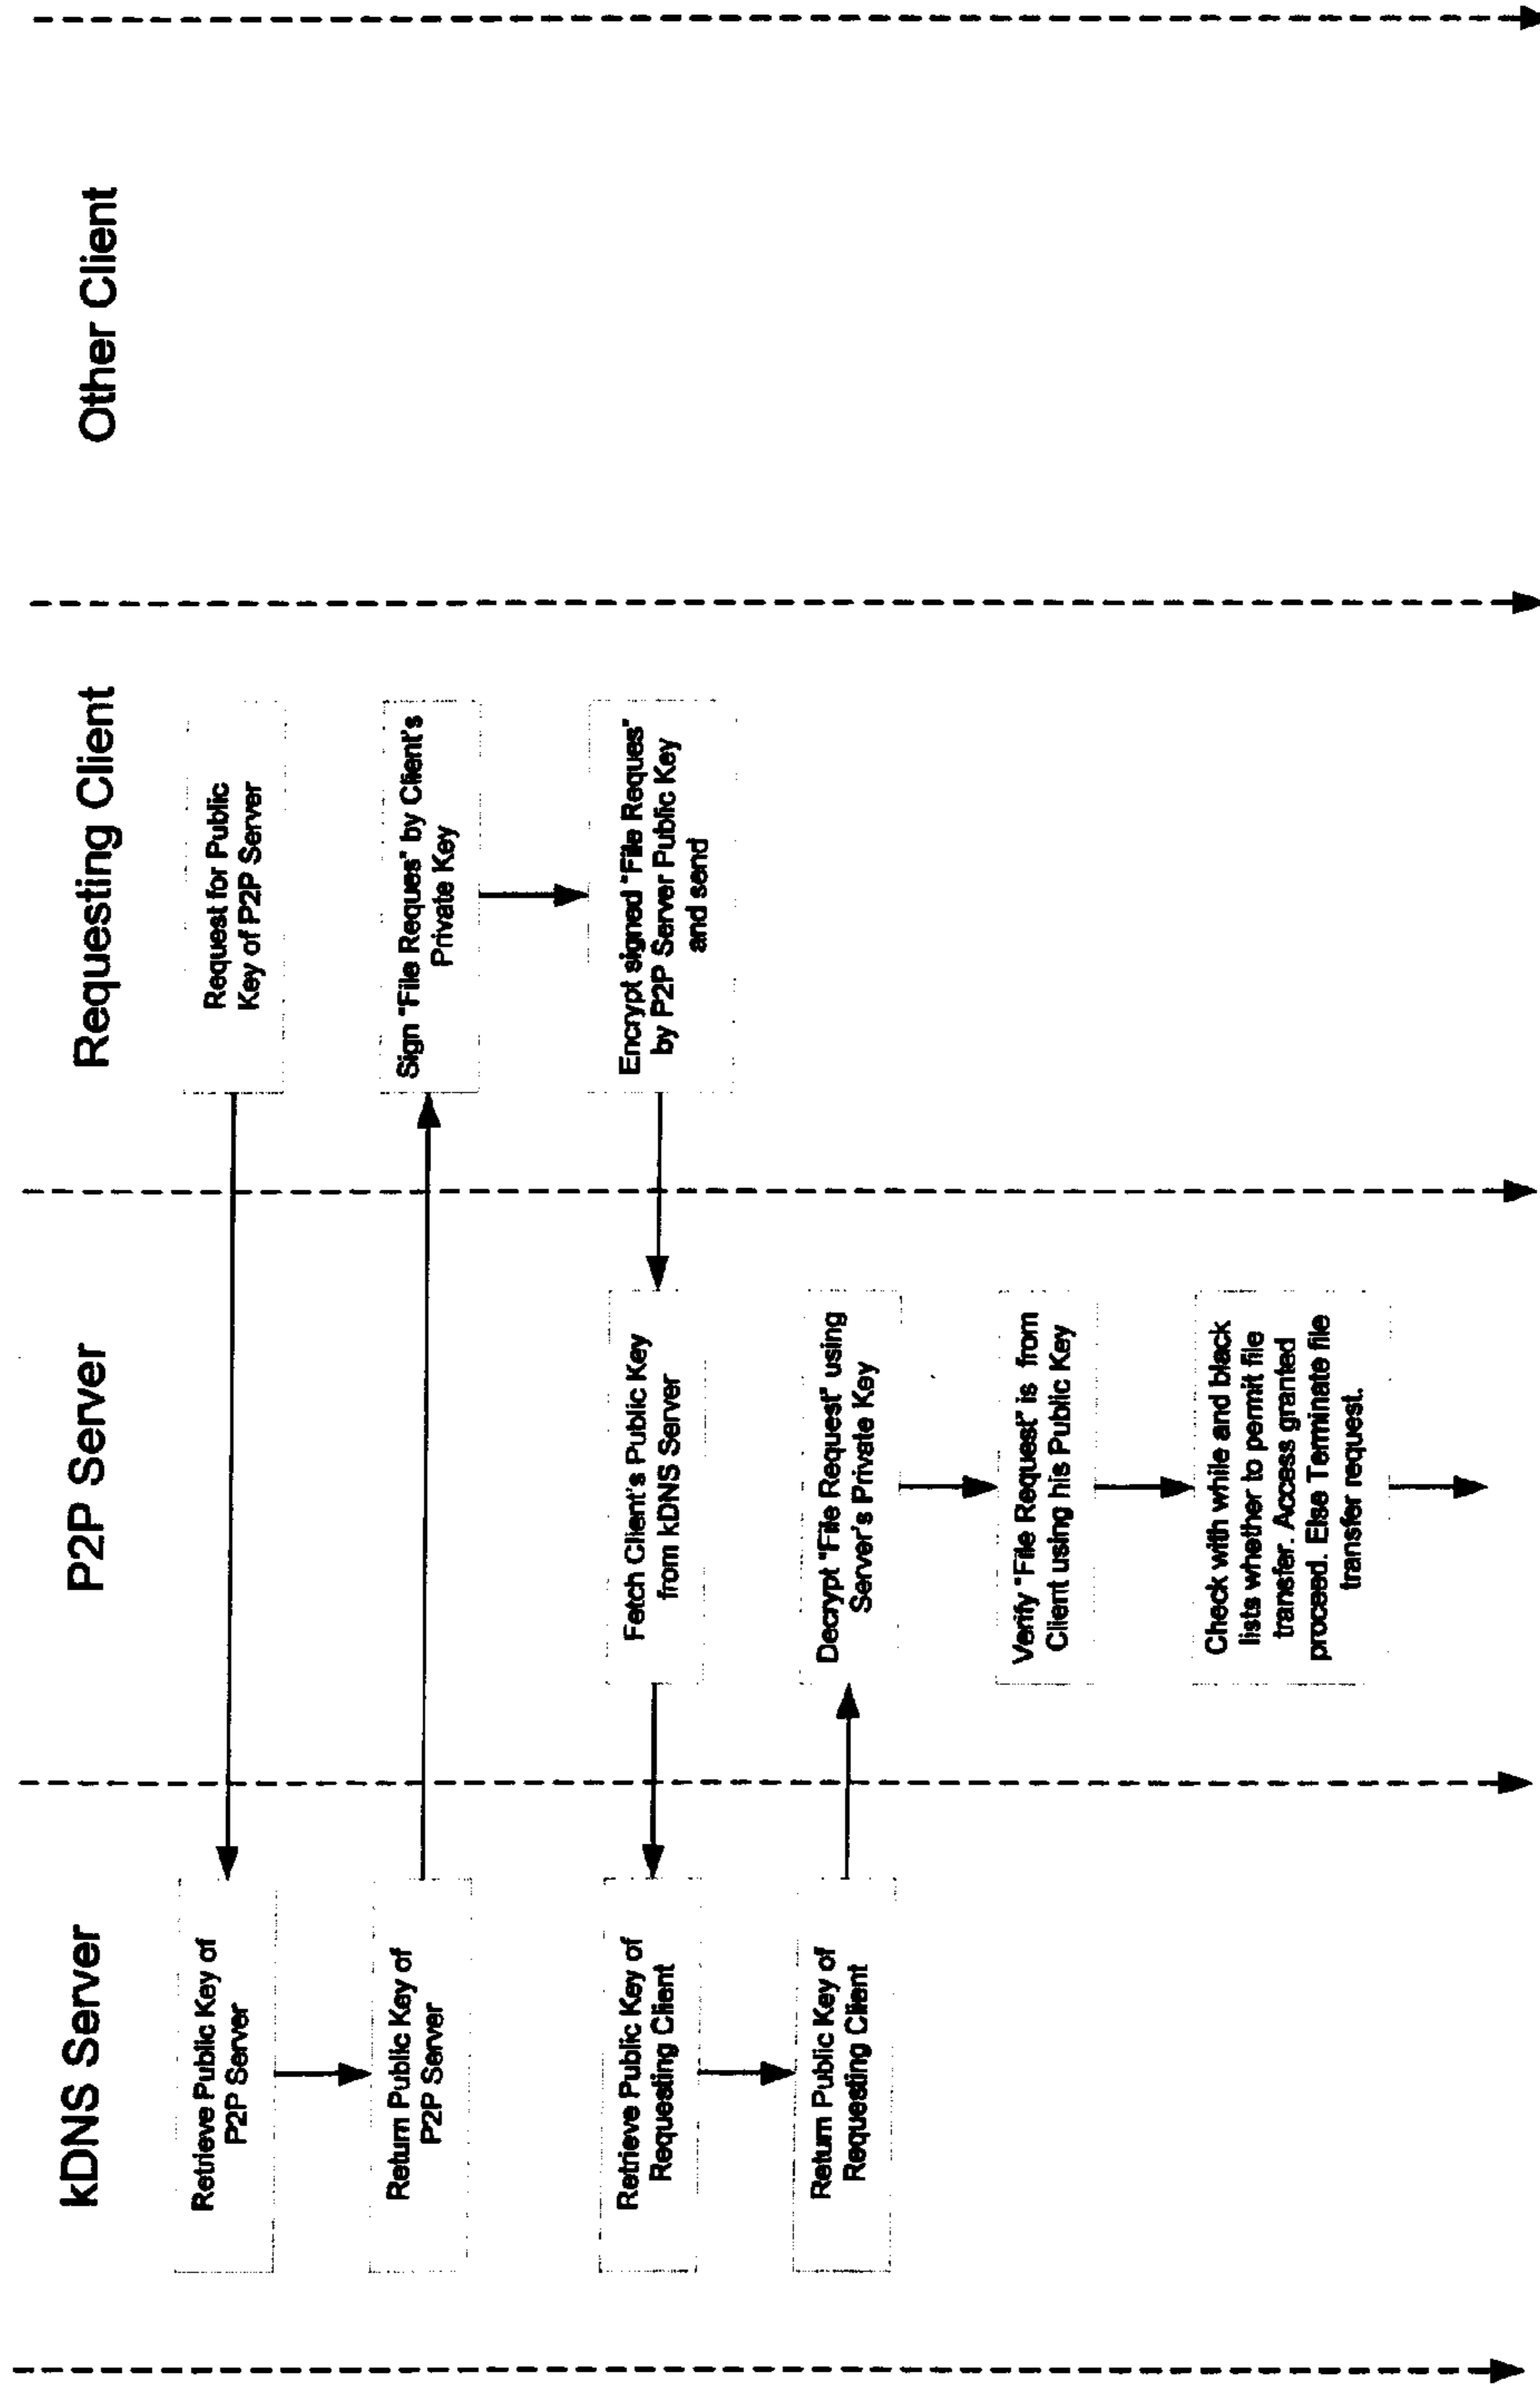 kDNS Server
P2P Server
Requesting Client
Other Client
Retrieve Public Key of
P2P Server
Return Public Key of
P2P Server
Retrieve Public Key of
Requesting Client
Return Public Key of
Requesting Client
Fetch Client's Public Key
from kDNS Server
Decrypt "File Request" using
Server's Private Key
Verify "File Request" is from
Client using his Public Key
Check with while and black
lists whether to permit file
transfer. Access granted
proceed. Else Terminate file
transfer request.
Request for Public
Key of P2P Server
Sign "File Reques" by Client's
Private Key
Encrypt signed "File Reques"
by P2P Server Public Key
and send